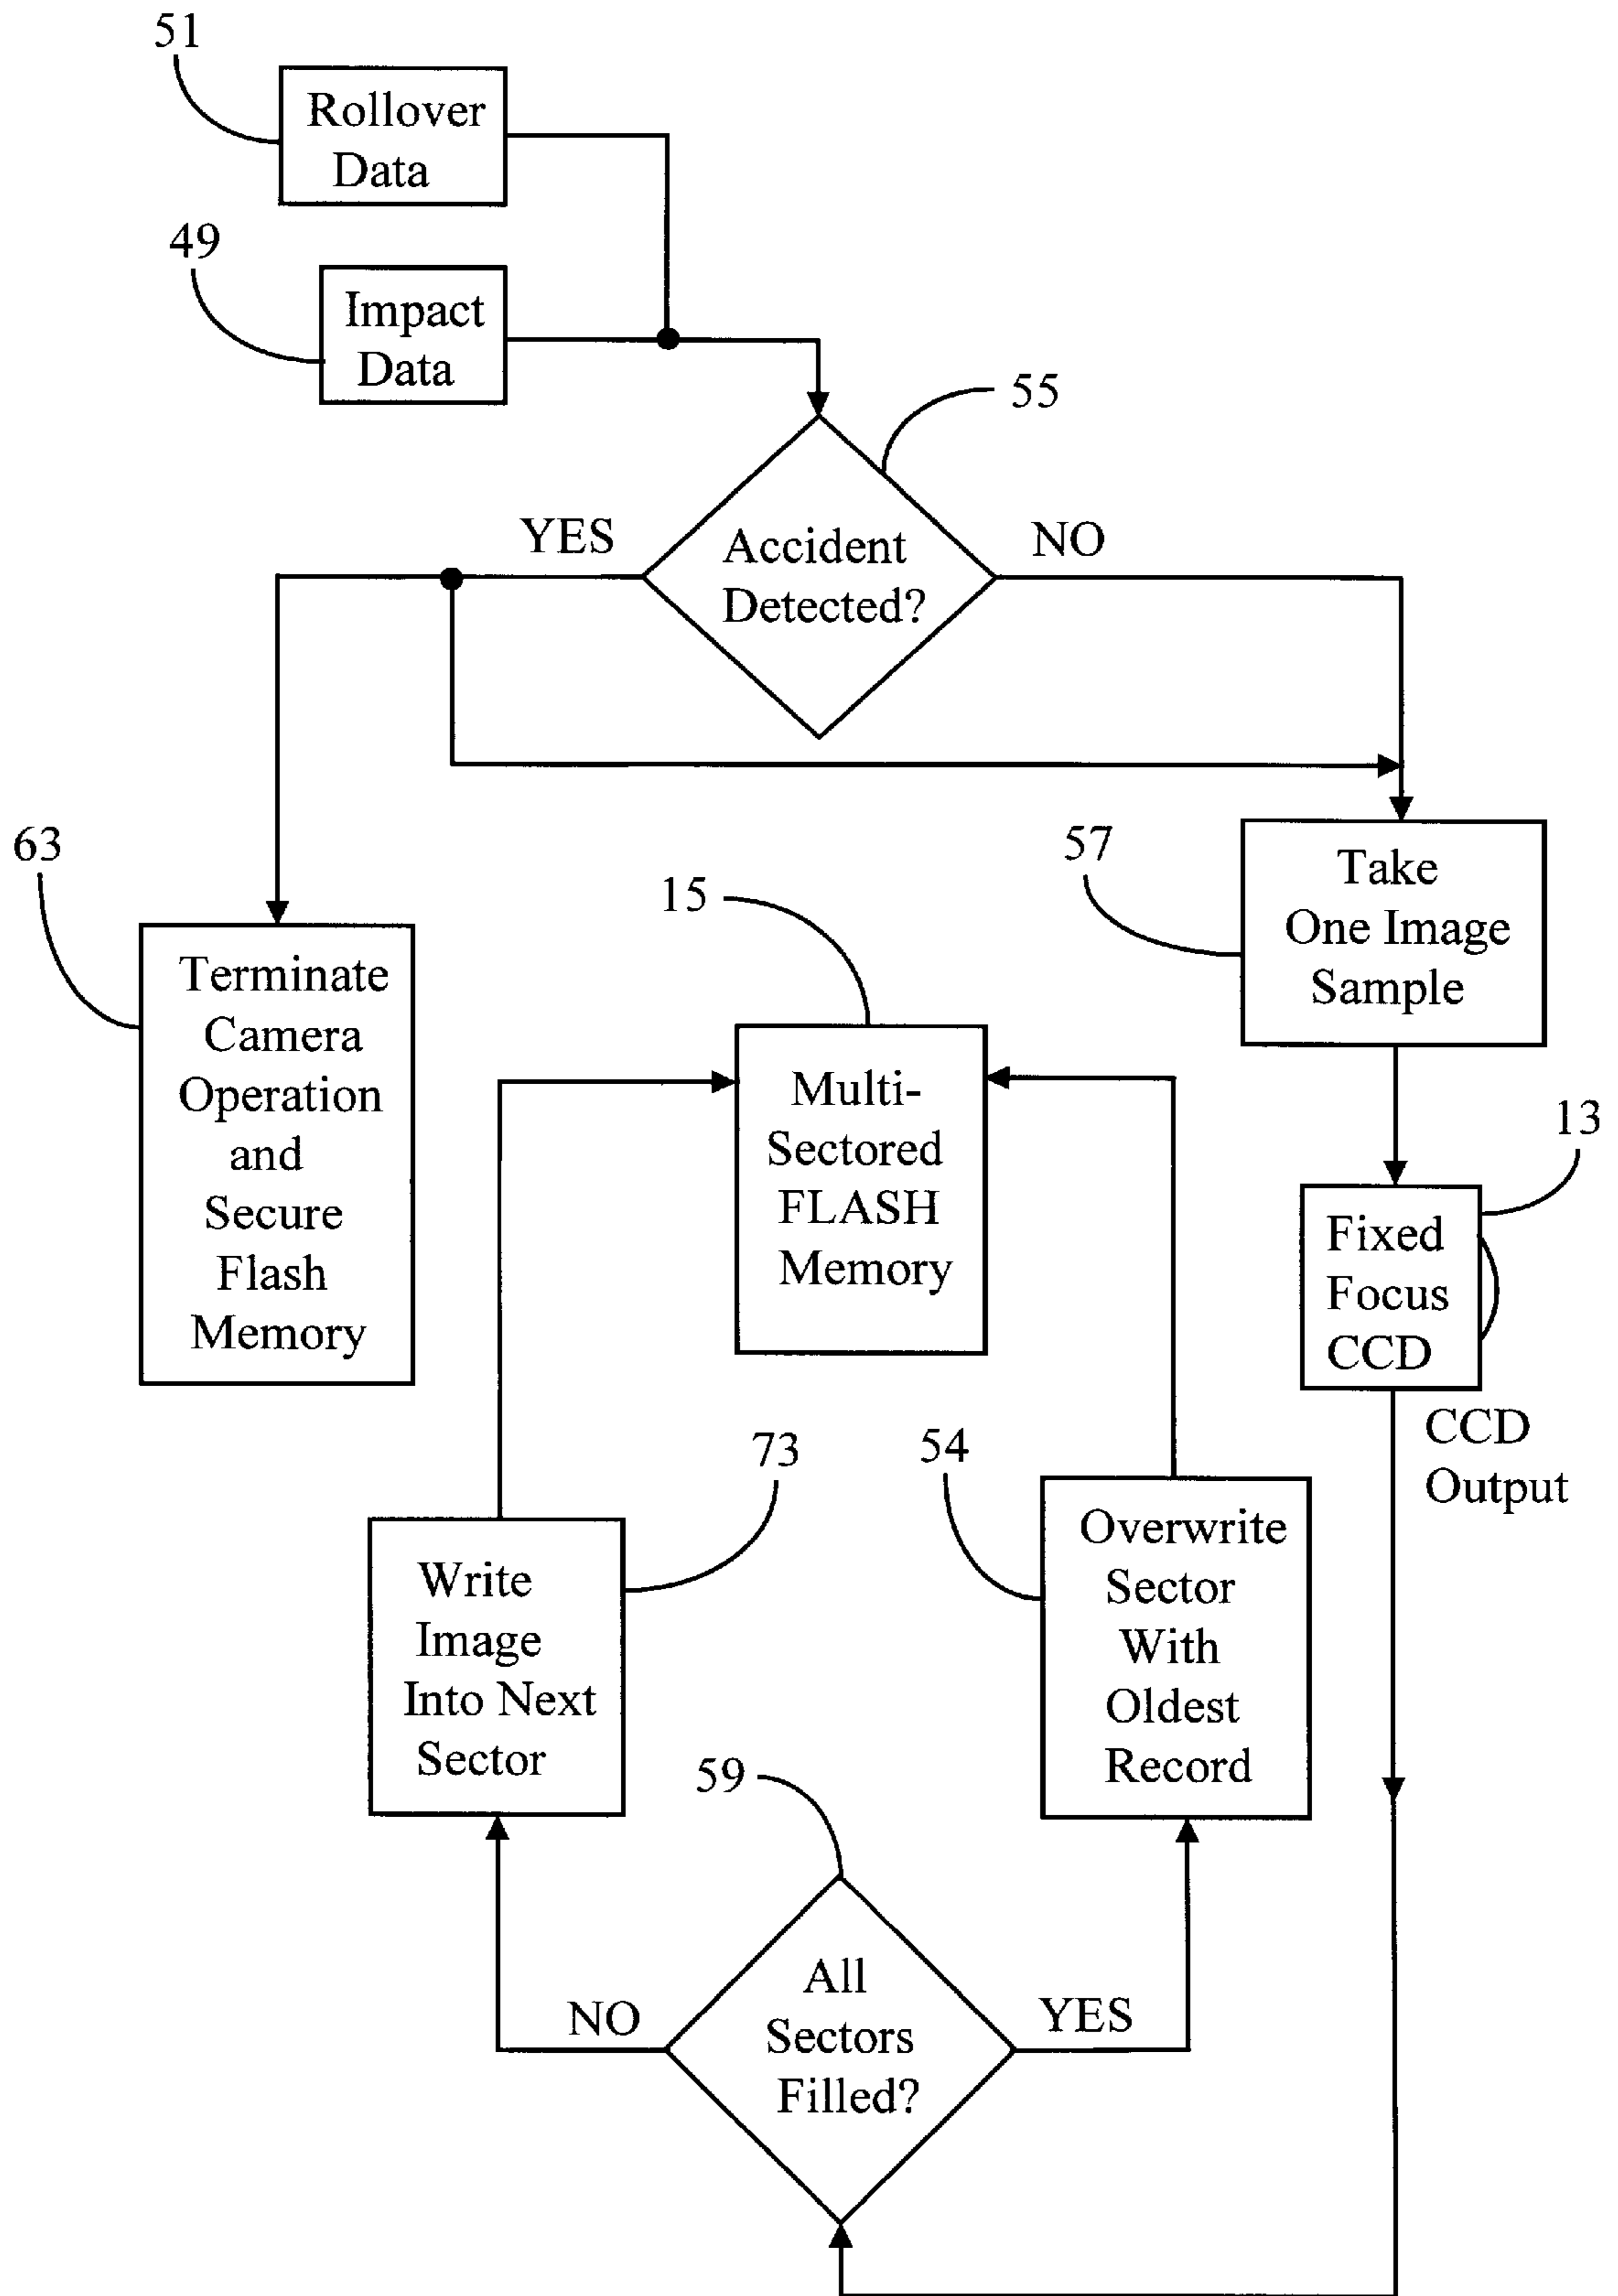 51
Rollover
Data
49
Impact
Data
55
YES
NO
Accident
Detected?
63
57
Take
One Image
Sample
15
Terminate
Camera
Operation
and
Secure
Flash
Memory
Multi-
Sectored
FLASH
Memory
13
Fixed
Focus
CCD
CCD
Output
73
54
Write
Image
Into Next
Sector
Overwrite
Sector
With
Oldest
Record
59
All
Sectors
Filled?
NO
YES